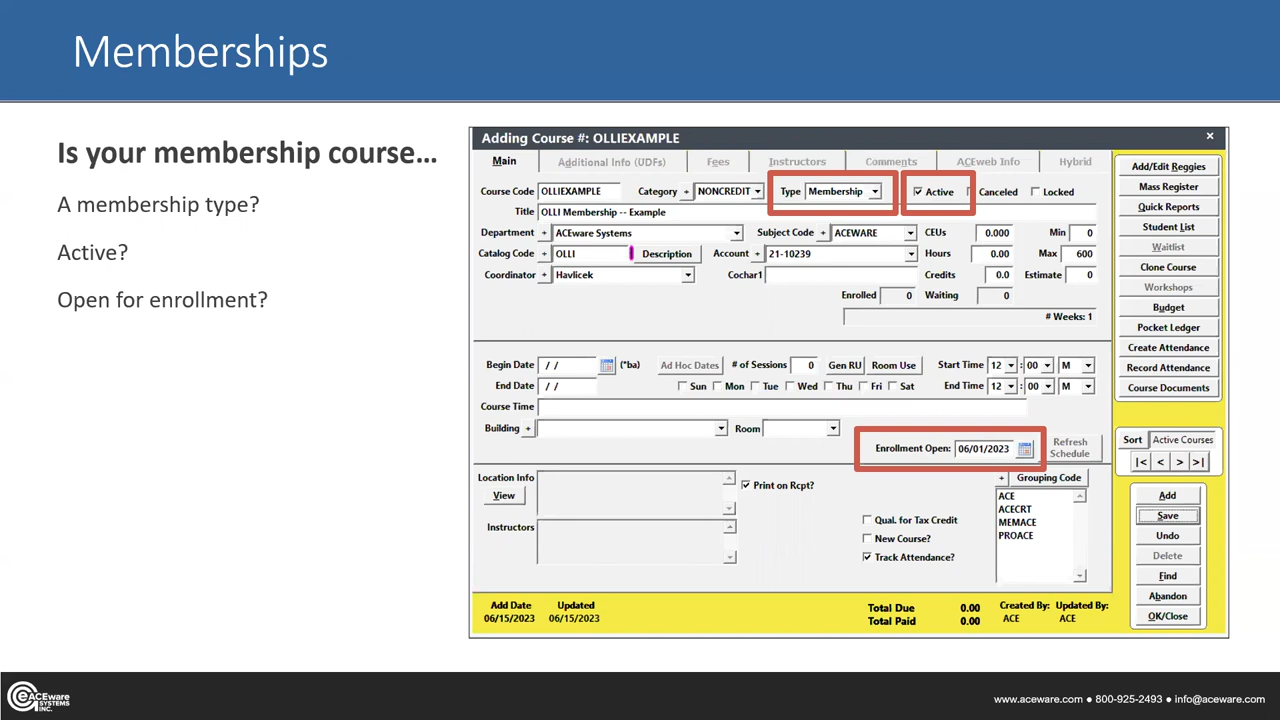 Memberships
Is your membership course...
A membership type?
Active?
Open for enrollment?
Adding Course #: OLLIEXAMPLE ×
Main Additional Info (UDFs) Fees Instructors Comments ACEweb Info Hybrid
Course Code OLLIEXAMPLE Category + NONCREDIT Type Membership Active Canceled Locked
Title OLLI Membership -- Example
Department + ACEware Systems Subject Code + ACEWARE CEUs 0.000 Min 0
Catalog Code + OLLI Description Account + 21-10239 Hours 0.00 Max 600
Coordinator + Havlicek Cochar1 Credits 0.0 Estimate 0
Enrolled 0 Waiting 0
# Weeks: 1
Begin Date / / (*ba) Ad Hoc Dates # of Sessions 0 Gen RU Room Use Start Time 12 : 00 M
End Date / / Sun Mon Tue Wed Thu Fri Sat End Time 12 : 00 M
Course Time
Building + Room
Enrollment Open: 06/01/2023 Refresh Schedule
Location Info View Print on Rcpt? + Grouping Code
Instructors
Qual. for Tax Credit
New Course?
Track Attendance?
ACE
ACECRT
MEMACE
PROACE
Add Date Updated Total Due 0.00 Created By: Updated By:
06/15/2023 06/15/2023 Total Paid 0.00 ACE ACE
Add/Edit Reggies
Mass Register
Quick Reports
Student List
Waitlist
Clone Course
Workshops
Budget
Pocket Ledger
Create Attendance
Record Attendance
Course Documents
Sort Active Courses
|< < > >|
Add
Save
Undo
Delete
Find
Abandon
OK/Close
ACEware
SYSTEMS
INC.
www.aceware.com ● 800-925-2493 ● info@aceware.com